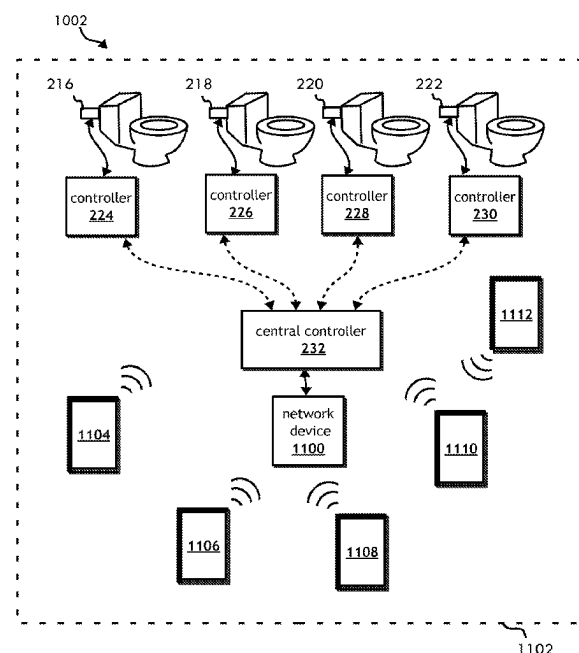 1002
216
218
220
222
controller
224
controller
226
controller
228
controller
230
central controller
232
1112
network
device
1100
1104
1110
1106
1108
1102